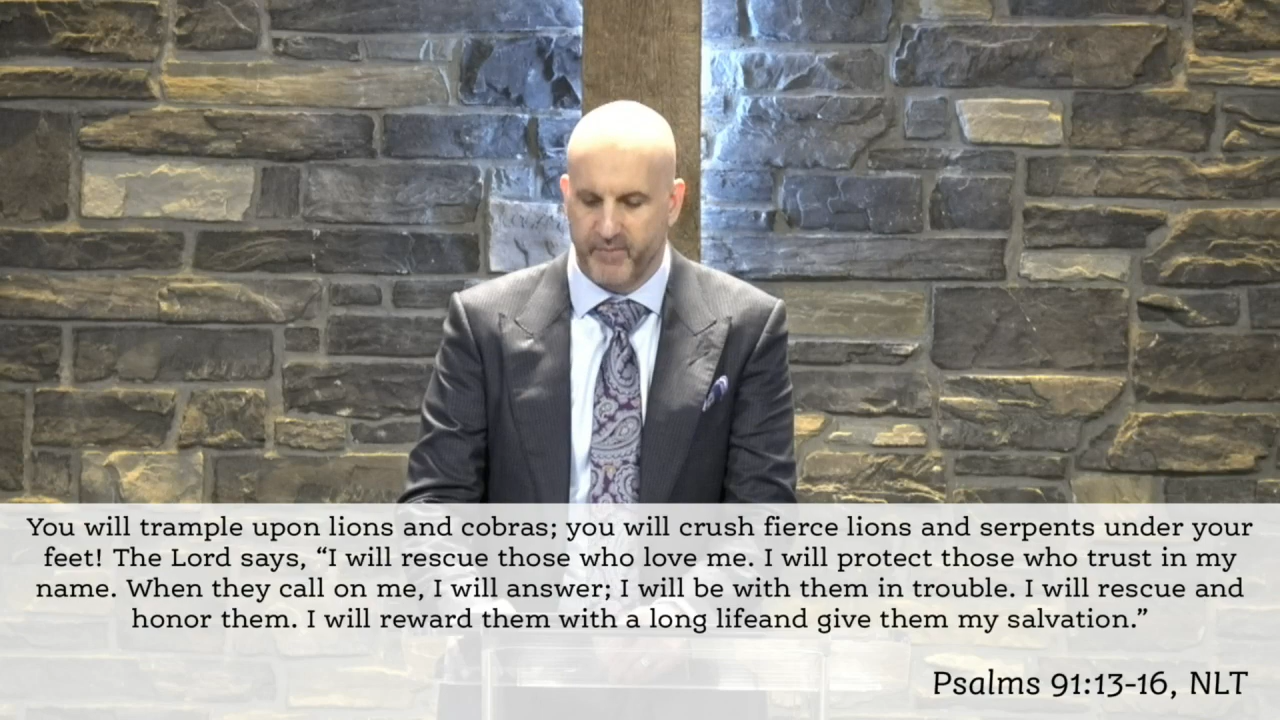 You will trample upon lions and cobras; you will crush fierce lions and serpents under your
feet! The Lord says, “I will rescue those who love me. I will protect those who trust in my
name. When they call on me, I will answer; I will be with them in trouble. I will rescue and
honor them. I will reward them with a long lifeand give them my salvation.”
Psalms 91:13-16, NLT